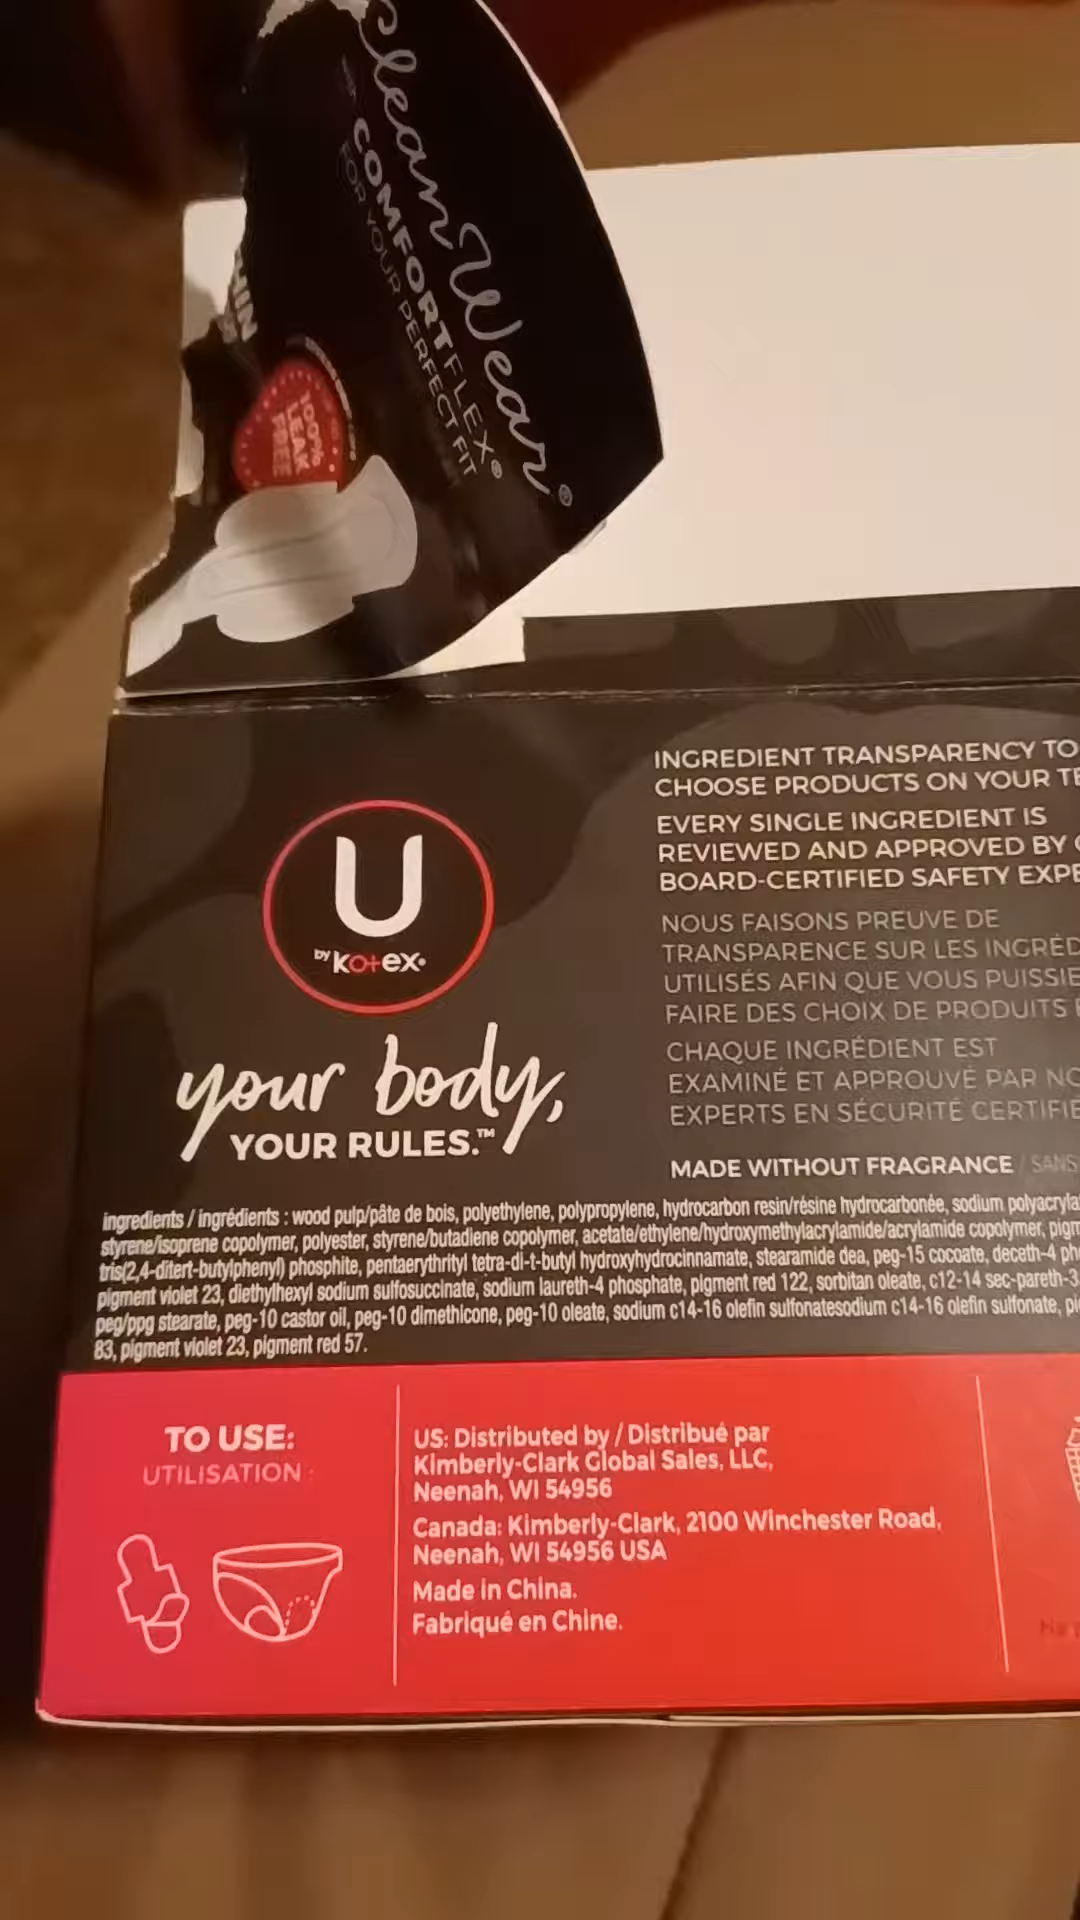 CleanWear®
COMFORTFLEX®
FOR YOUR PERFECT FIT
100%
LEAK
FREE
U
by kotex®
your body,
YOUR RULES.™
INGREDIENT TRANSPARENCY TO
CHOOSE PRODUCTS ON YOUR
EVERY SINGLE INGREDIENT IS
REVIEWED AND APPROVED BY
BOARD-CERTIFIED SAFETY
NOUS FAISONS PREUVE DE
TRANSPARENCE SUR LES
UTILISÉS AFIN QUE VOUS
FAIRE DES CHOIX DE PRODUITS
CHAQUE INGRÉDIENT EST
EXAMINÉ ET APPROUVÉ PAR
EXPERTS EN SÉCURITÉ
MADE WITHOUT FRAGRANCE / SANS
ingredients / ingrédients : wood pulp/pâte de bois, polyethylene, polypropylene, hydrocarbon resin/résine hydrocarbonée, sodium
styrene/isoprene copolymer, polyester, styrene/butadiene copolymer, acetate/ethylene/hydroxymethylacrylamide/acrylamide copolymer,
tris(2,4-ditert-butylphenyl) phosphite, pentaerythrityl tetra-di-t-butyl hydroxyhydrocinnamate, stearamide dea, peg-15 cocoate, deceth-4
pigment violet 23, diethylhexyl sodium sulfosuccinate, sodium laureth-4 phosphate, pigment red 122, sorbitan oleate, c12-14 sec-pareth-3,
peg/ppg stearate, peg-10 castor oil, peg-10 dimethicone, peg-10 oleate, sodium c14-16 olefin sulfonatesodium c14-16 olefin sulfonate,
83, pigment violet 23, pigment red 57.
TO USE:
UTILISATION :
US: Distributed by / Distribué par
Kimberly-Clark Global Sales, LLC,
Neenah, WI 54956
Canada: Kimberly-Clark, 2100 Winchester Road,
Neenah, WI 54956 USA
Made in China.
Fabriqué en Chine.